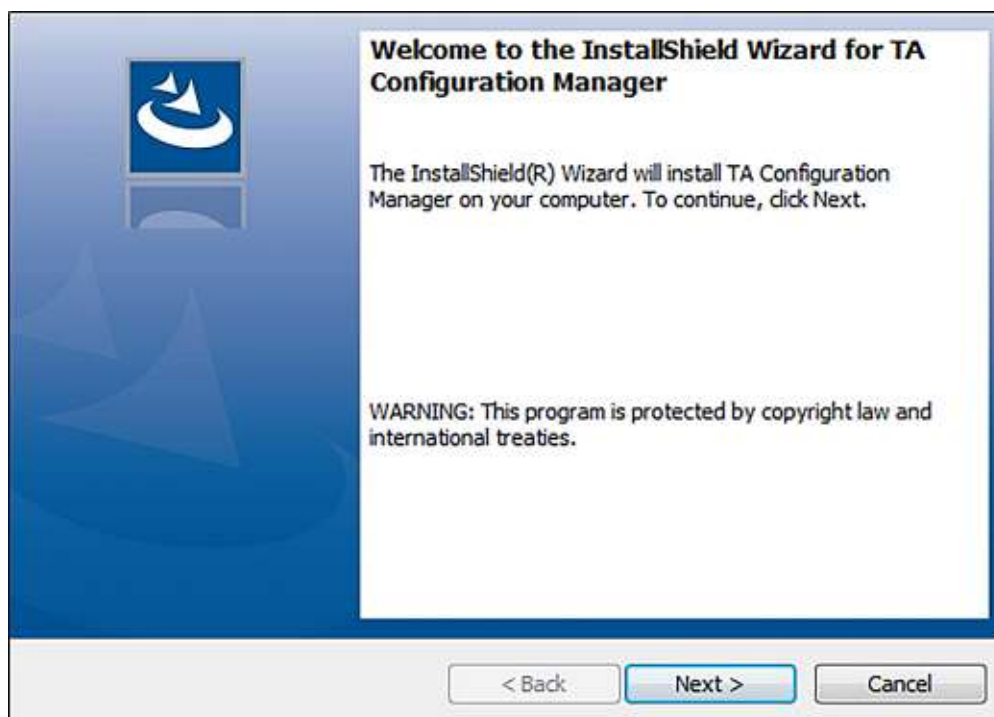 Welcome to the InstallShield Wizard for TA
Configuration Manager
The InstallShield(R) Wizard will install TA Configuration
Manager on your computer. To continue, click Next.
WARNING: This program is protected by copyright law and
international treaties.
< Back
Next >
Cancel